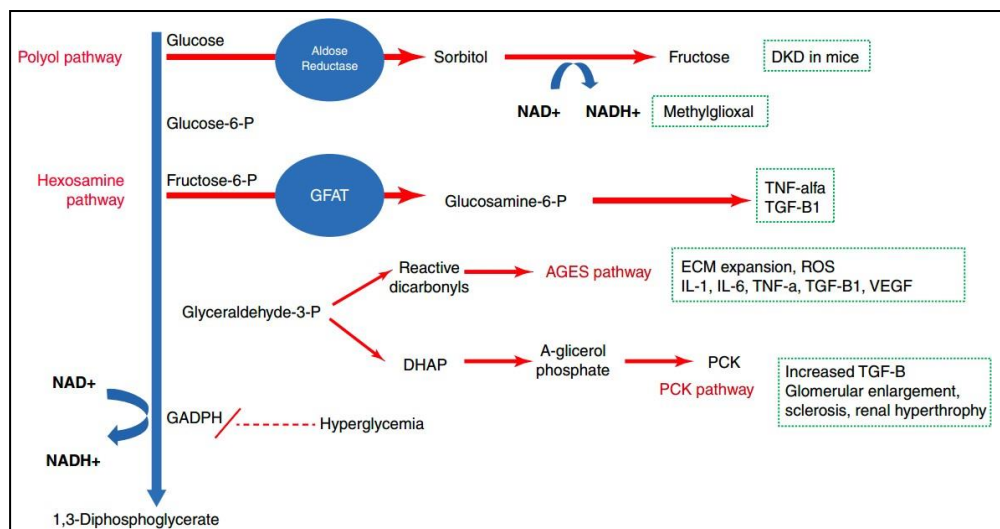 Glucose
Polyol pathway
Aldose
Reductase
Sorbitol
Fructose
DKD in mice
NAD+
NADH+
Methylglioxal
Glucose-6-P
Hexosamine
pathway
Fructose-6-P
GFAT
Glucosamine-6-P
TNF-alfa
TGF-B1
Glyceraldehyde-3-P
Reactive
dicarbonyls
AGES pathway
ECM expansion, ROS
IL-1, IL-6, TNF-a, TGF-B1, VEGF
DHAP
A-glicerol
phosphate
PCK
PCK pathway
Increased TGF-B
Glomerular enlargement,
sclerosis, renal hyperthrophy
NAD+
GADPH
Hyperglycemia
NADH+
1,3-Diphosphoglycerate